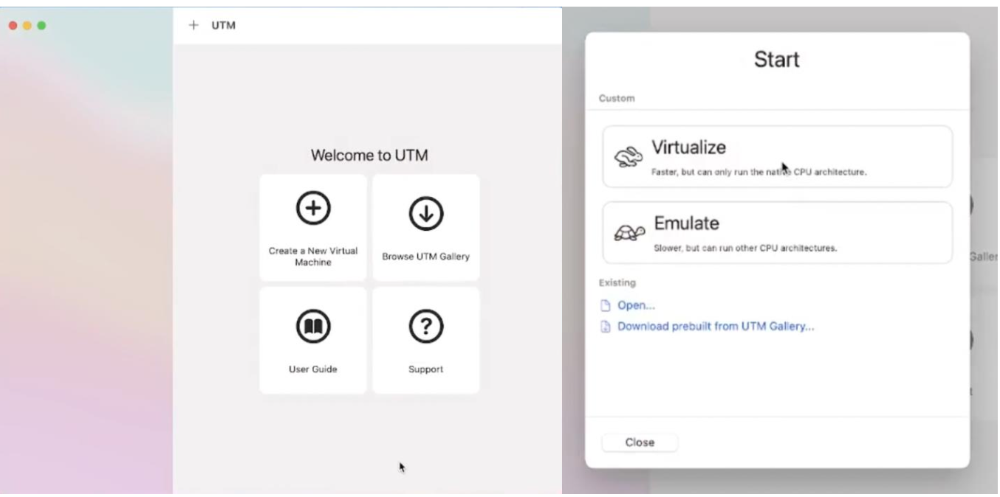 UTM
Welcome to UTM
Create a New Virtual
Machine
Browse UTM Gallery
User Guide
Support
Start
Custom
Virtualize
Faster, but can only run the native CPU architecture.
Emulate
Slower, but can run other CPU architectures.
Existing
Open...
Download prebuilt from UTM Gallery...
Close